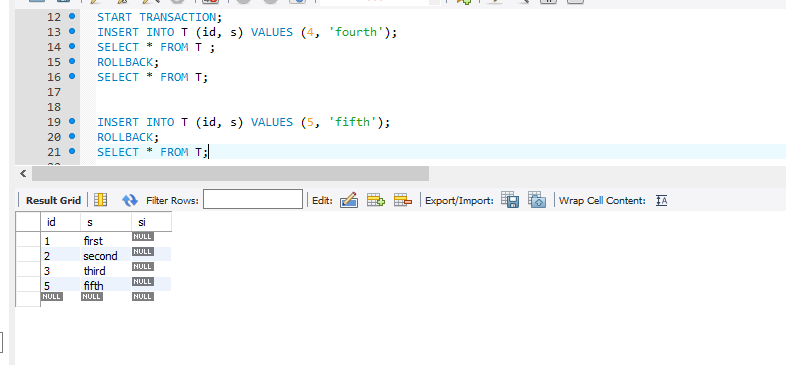 12 START TRANSACTION;
13 INSERT INTO T (id, s) VALUES (4, 'fourth');
14 SELECT * FROM T ;
15 ROLLBACK;
16 SELECT * FROM T;
17
18
19 INSERT INTO T (id, s) VALUES (5, 'fifth');
20 ROLLBACK;
21 SELECT * FROM T;
Result Grid Filter Rows: Edit: Export/Import: Wrap Cell Content: IA
id s si
1 first NULL
2 second NULL
3 third NULL
5 fifth NULL
NULL NULL NULL